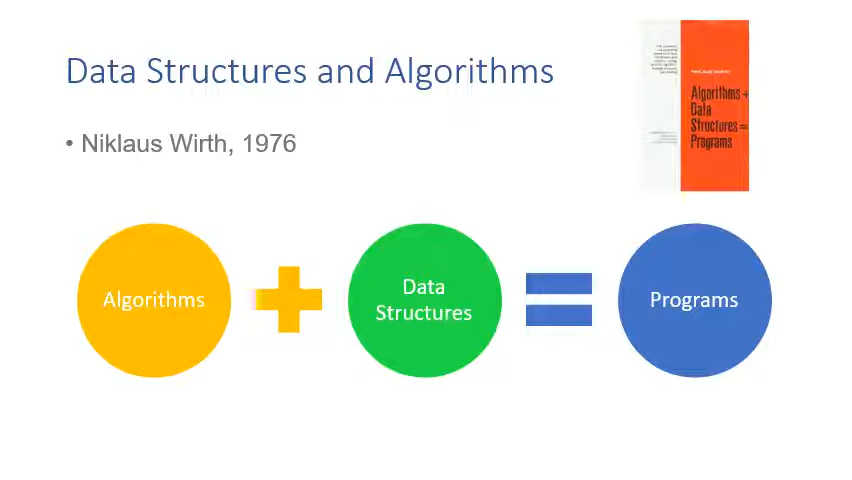 Data Structures and Algorithms
• Niklaus Wirth, 1976
Algorithms +
Data
Structures =
Programs
Algorithms
Data
Structures
Programs